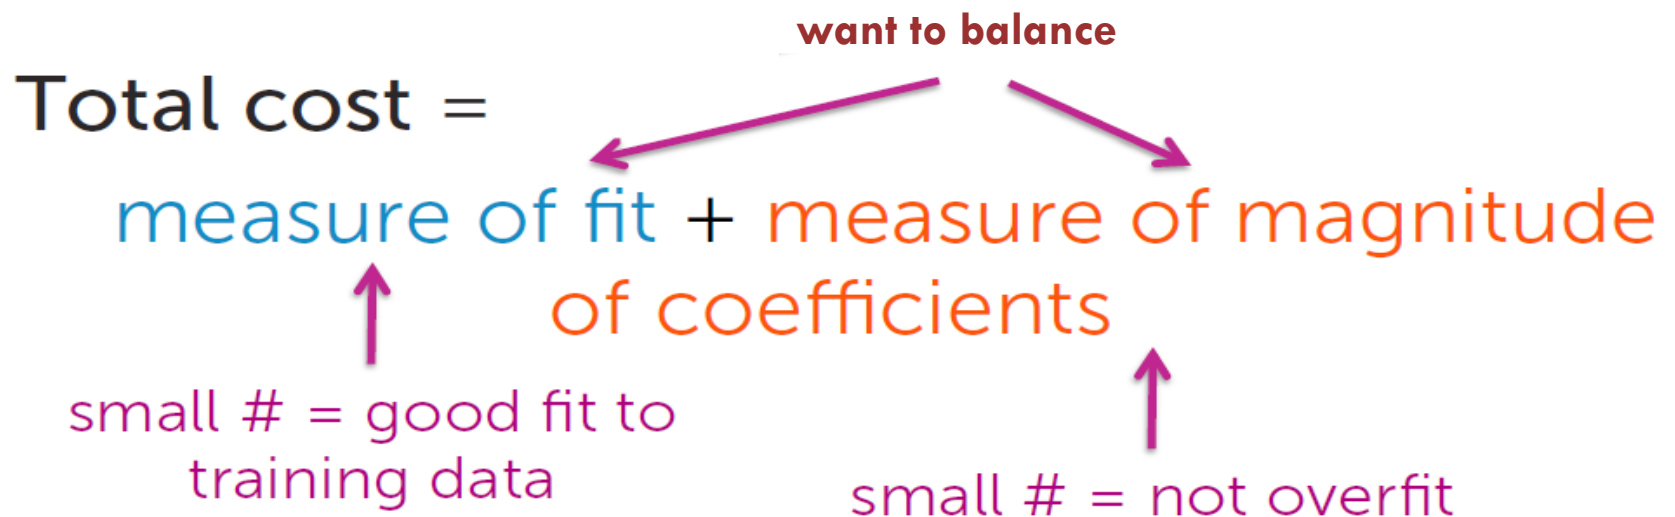 want to balance
Total cost =
measure of fit + measure of magnitude
of coefficients
small # = good fit to
training data
small # = not overfit